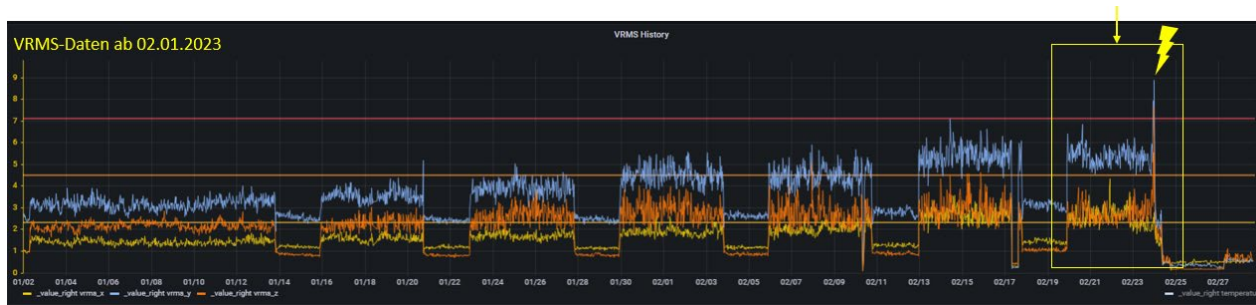 VRMS History
VRMS-Daten ab 02.01.2023
9
8
7
6
5
4
3
2
1
0
01/02 01/04 01/06 01/08 01/10 01/12 01/14 01/16 01/18 01/20 01/22 01/24 01/26 01/28 01/30 02/01 02/03 02/05 02/07 02/09 02/11 02/13 02/15 02/17 02/19 02/21 02/23 02/25 02/27
_value_right vrms_x _value_right vrms_y _value_right vrms_z _value_right temperatu